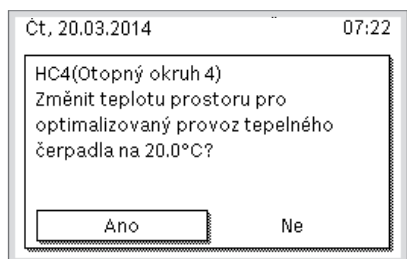 Čt, 20.03.2014 07:22
HC4(Otopný okruh 4)
Změnit teplotu prostoru pro
optimalizovaný provoz tepelného
čerpadla na 20.0°C?
Ano Ne